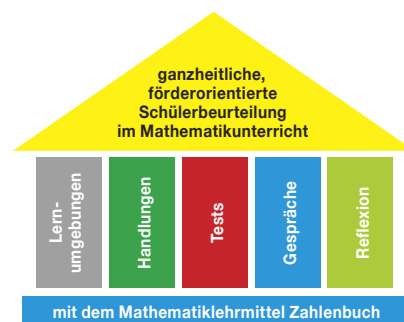 ganzheitliche,
förderorientierte
Schülerbeurteilung
im Mathematikunterricht
Lern-
umgebungen
Handlungen
Tests
Gespräche
Reflexion
mit dem Mathematiklehrmittel Zahlenbuch